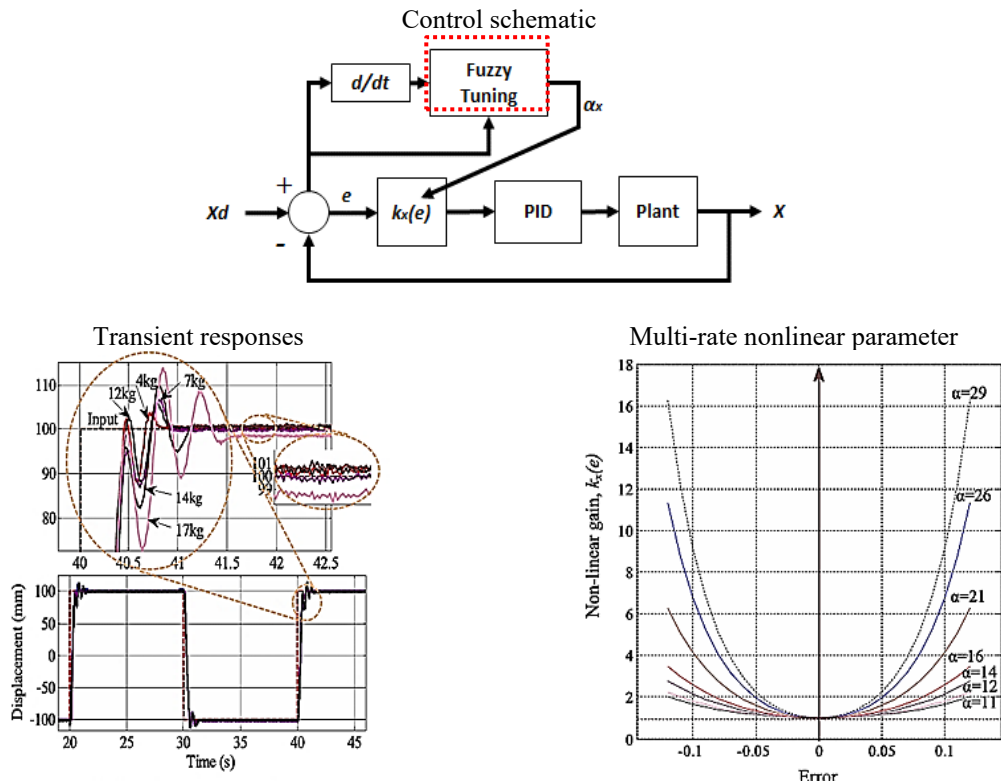 Control schematic
d/dt
Fuzzy
Tuning
αx
+
e
Xd
kx(e)
PID
Plant
X
-
Transient responses
110
100
90
80
Input
12kg
4kg
7kg
14kg
17kg
101
100
99
40 40.5 41 41.5 42 42.5
Displacement (mm)
100
50
0
-50
-100
20 25 30 35 40 45
Time (s)
Multi-rate nonlinear parameter
Non-linear gain, kx(e)
18
16
14
12
10
8
6
4
2
0
α=29
α=26
α=21
α=16
α=14
α=12
α=11
-0.1 -0.05 0 0.05 0.1
Error